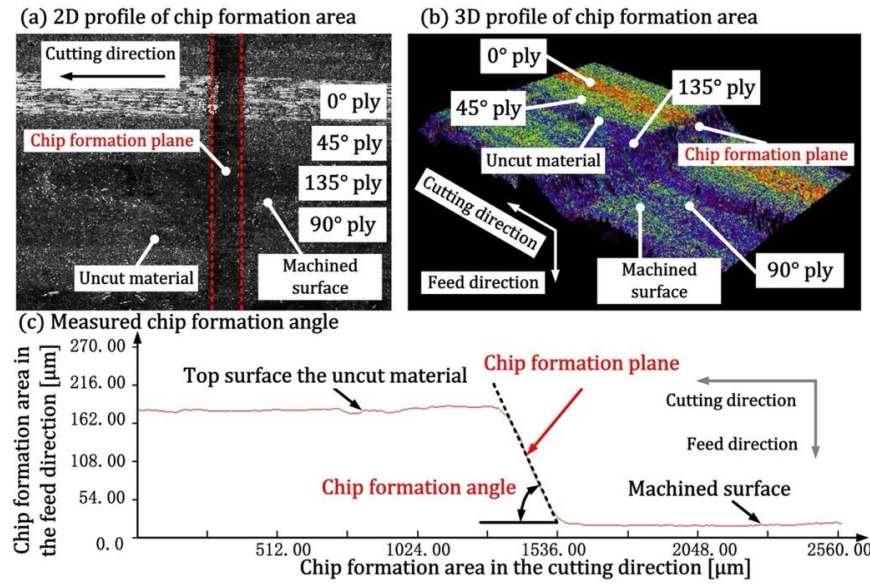 (a) 2D profile of chip formation area
Cutting direction
0° ply
Chip formation plane
45° ply
135° ply
90° ply
Uncut material
Machined
surface
(b) 3D profile of chip formation area
0° ply
135° ply
45° ply
Uncut material
Chip formation plane
Cutting direction
Feed direction
Machined
surface
90° ply
(c) Measured chip formation angle
Chip formation area in
the feed direction [μm]
270.00
216.00
162.00
108.00
54.00
0.0
Top surface the uncut material
Chip formation plane
Cutting direction
Feed direction
Chip formation angle
Machined surface
512.00
1024.00
1536.00
2048.00
2560.00
Chip formation area in the cutting direction [μm]